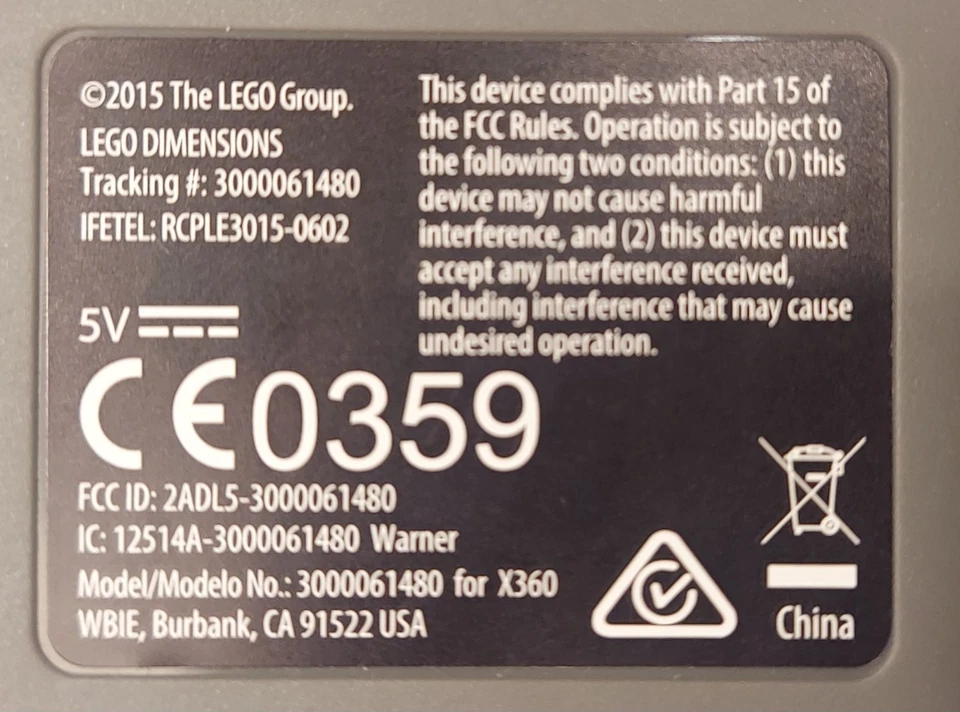 ©2015 The LEGO Group.
LEGO DIMENSIONS
Tracking #: 3000061480
IFETEL: RCPLE3015-0602
This device complies with Part 15 of
the FCC Rules. Operation is subject to
the following two conditions: (1) this
device may not cause harmful
interference, and (2) this device must
accept any interference received,
including interference that may cause
undesired operation.
5V
CE0359
FCC ID: 2ADL5-3000061480
IC: 12514A-3000061480 Warner
Model/Modelo No.: 3000061480 for X360
WBIE, Burbank, CA 91522 USA
China